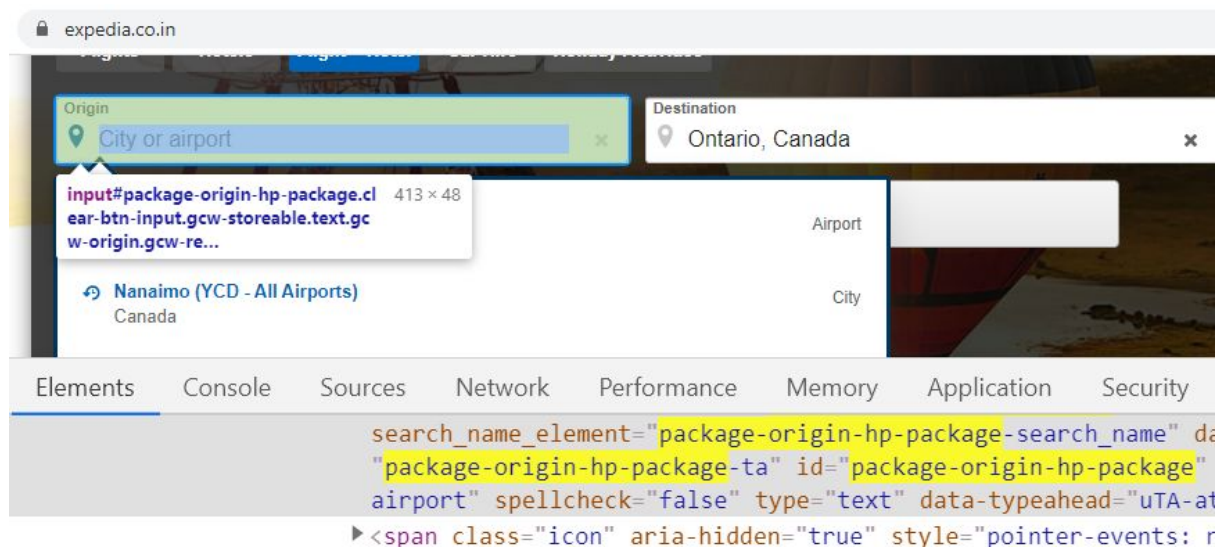 expedia.co.in
Origin
Destination
City or airport
Ontario, Canada
input#package-origin-hp-package.cl 413 × 48
ear-btn-input.gcw-storeable.text.gc
w-origin.gcw-re...
Airport
Nanaimo (YCD - All Airports)
City
Canada
Elements Console Sources Network Performance Memory Application Security
search_name_element="package-origin-hp-package-search_name" da
"package-origin-hp-package-ta" id="package-origin-hp-package"
airport" spellcheck="false" type="text" data-typeahead="uTA-at
<span class="icon" aria-hidden="true" style="pointer-events: n